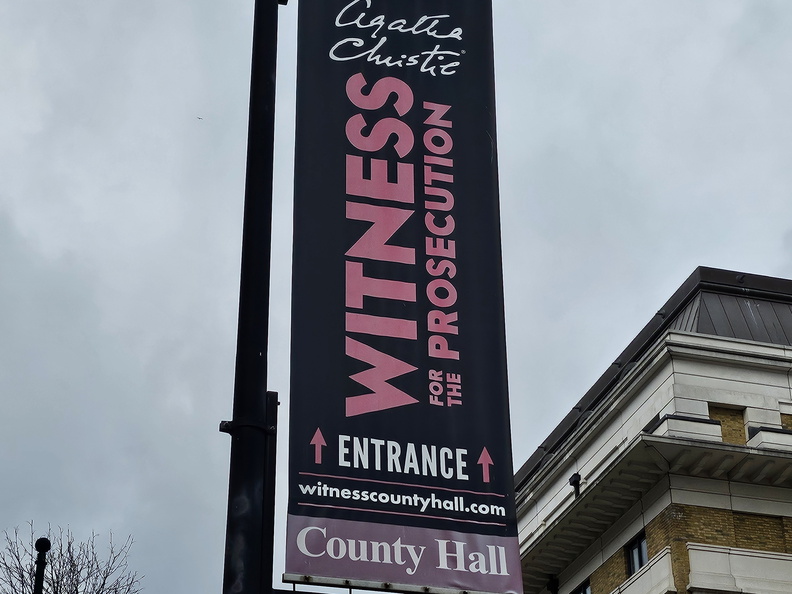 Agatha
Christie
WITNESS
FOR THE PROSECUTION
ENTRANCE
witnesscountyhall.com
County Hall